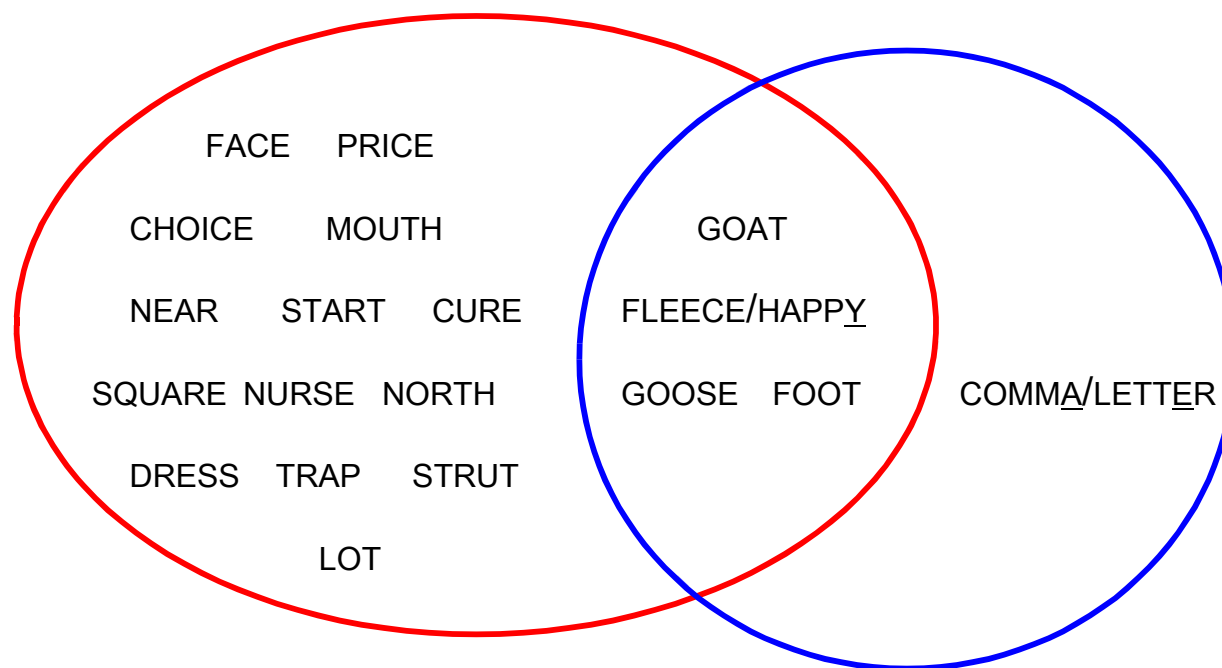 FACE PRICE
CHOICE MOUTH GOAT
NEAR START CURE FLEECE/HAPPY
SQUARE NURSE NORTH GOOSE FOOT COMMA/LETTER
DRESS TRAP STRUT
LOT